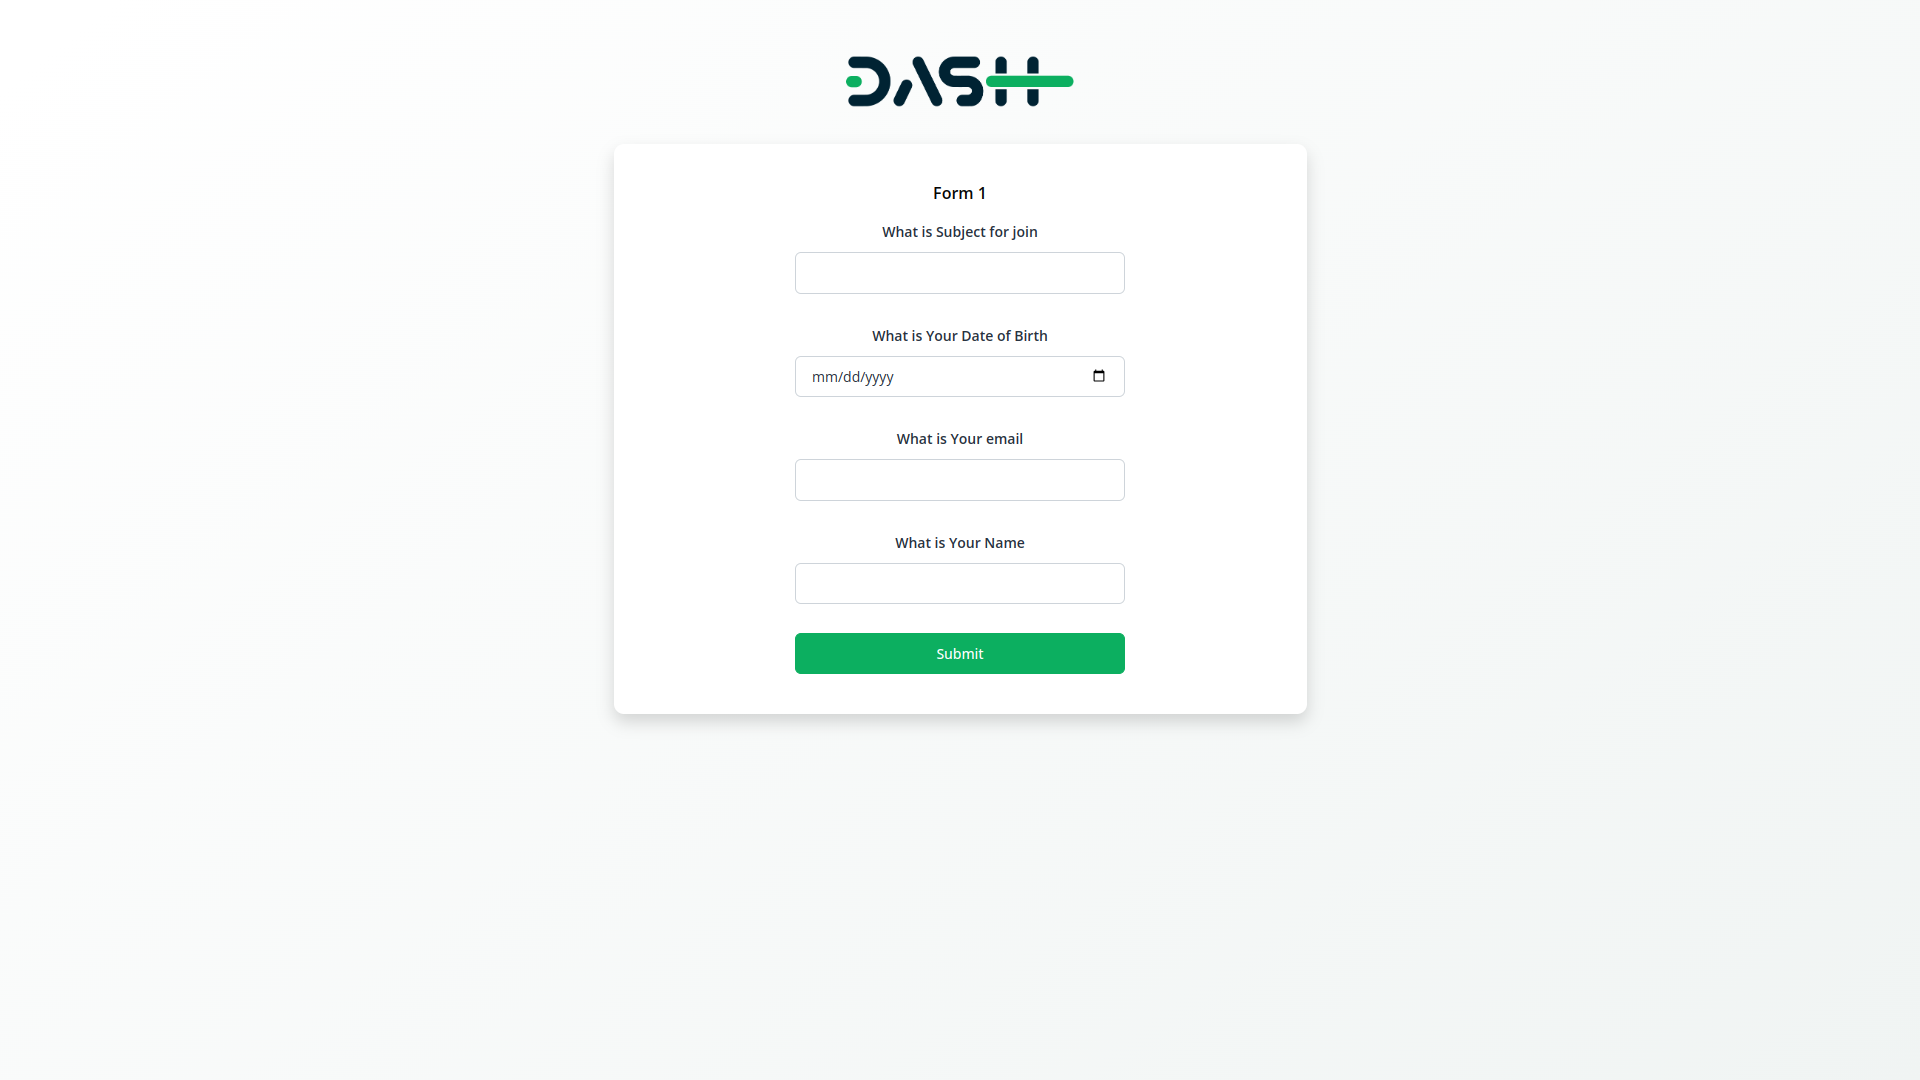 DASH
Form 1
What is Subject for join
What is Your Date of Birth
mm/dd/yyyy
What is Your email
What is Your Name
Submit